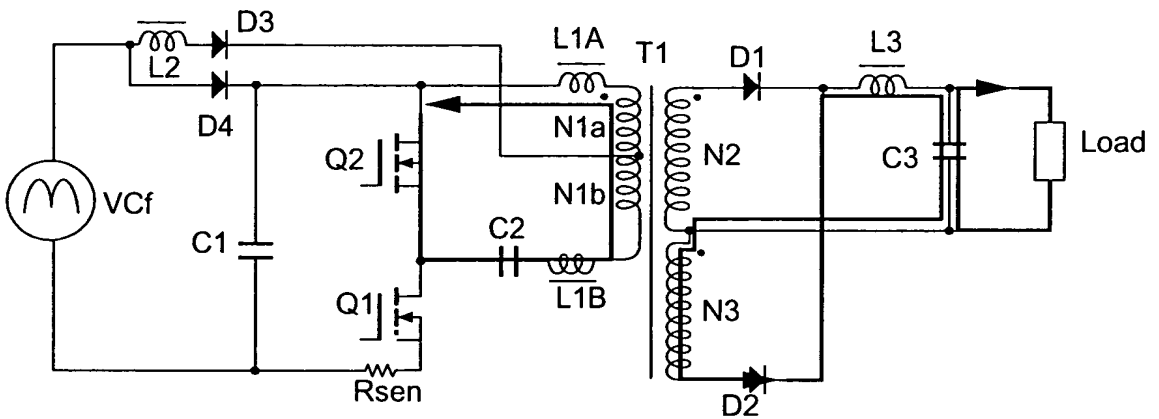 D3
L2
D4
L1A
T1
D1
L3
N1a
Q2
N2
C3
Load
N1b
VCf
C2
C1
L1B
Q1
N3
Rsen
D2